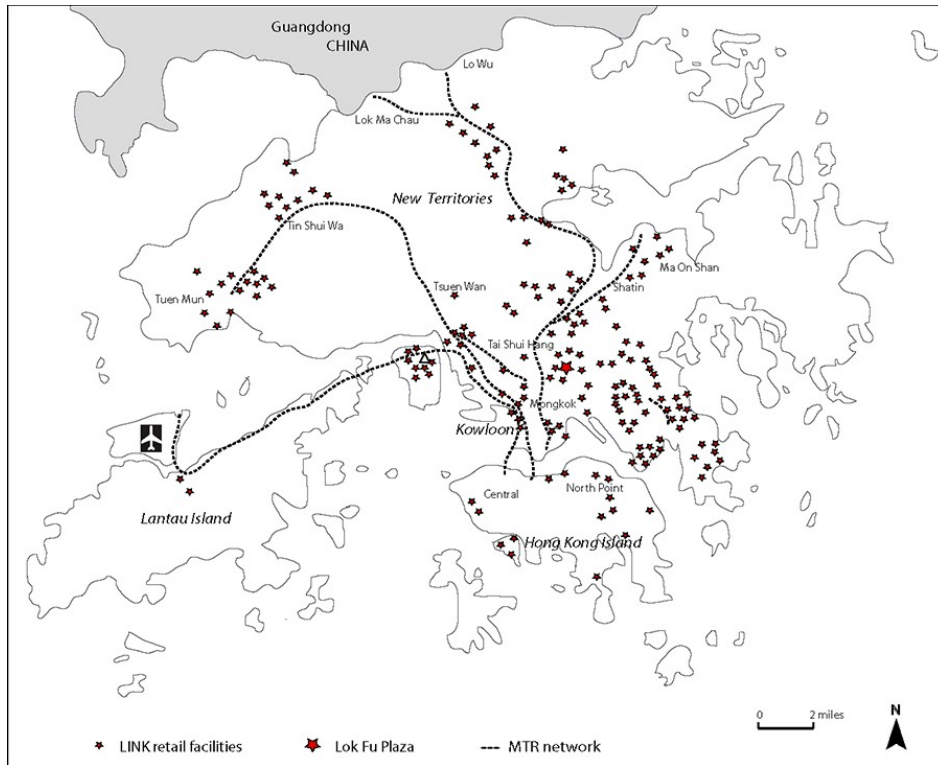 Guangdong
CHINA
Lo Wu
Lok Ma Chau
New Territories
Tin Shui Wa
Ma On Shan
Tsuen Wan
Shatin
Tuen Mun
Tai Shui Hang
Mongkok
Kowloon
Central
North Point
Lantau Island
Hong Kong Island
0 2 miles
N
LINK retail facilities
Lok Fu Plaza
MTR network